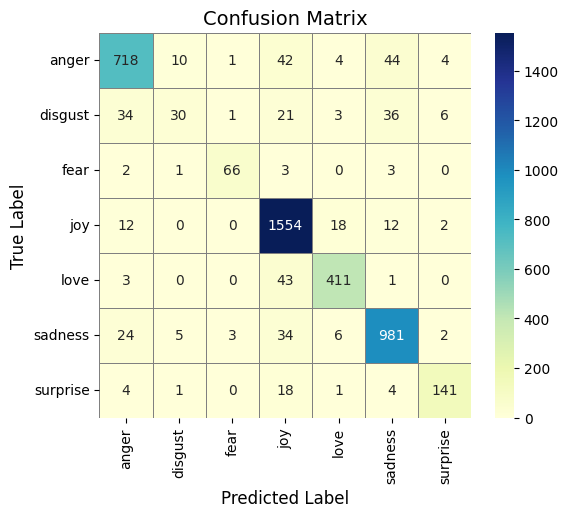 Confusion Matrix
anger 718 10 1 42 4 44 4
disgust 34 30 1 21 3 36 6
fear 2 1 66 3 0 3 0
joy 12 0 0 1554 18 12 2
love 3 0 0 43 411 1 0
sadness 24 5 3 34 6 981 2
surprise 4 1 0 18 1 4 141
anger disgust fear joy love sadness surprise
True Label
Predicted Label
1400
1200
1000
800
600
400
200
0